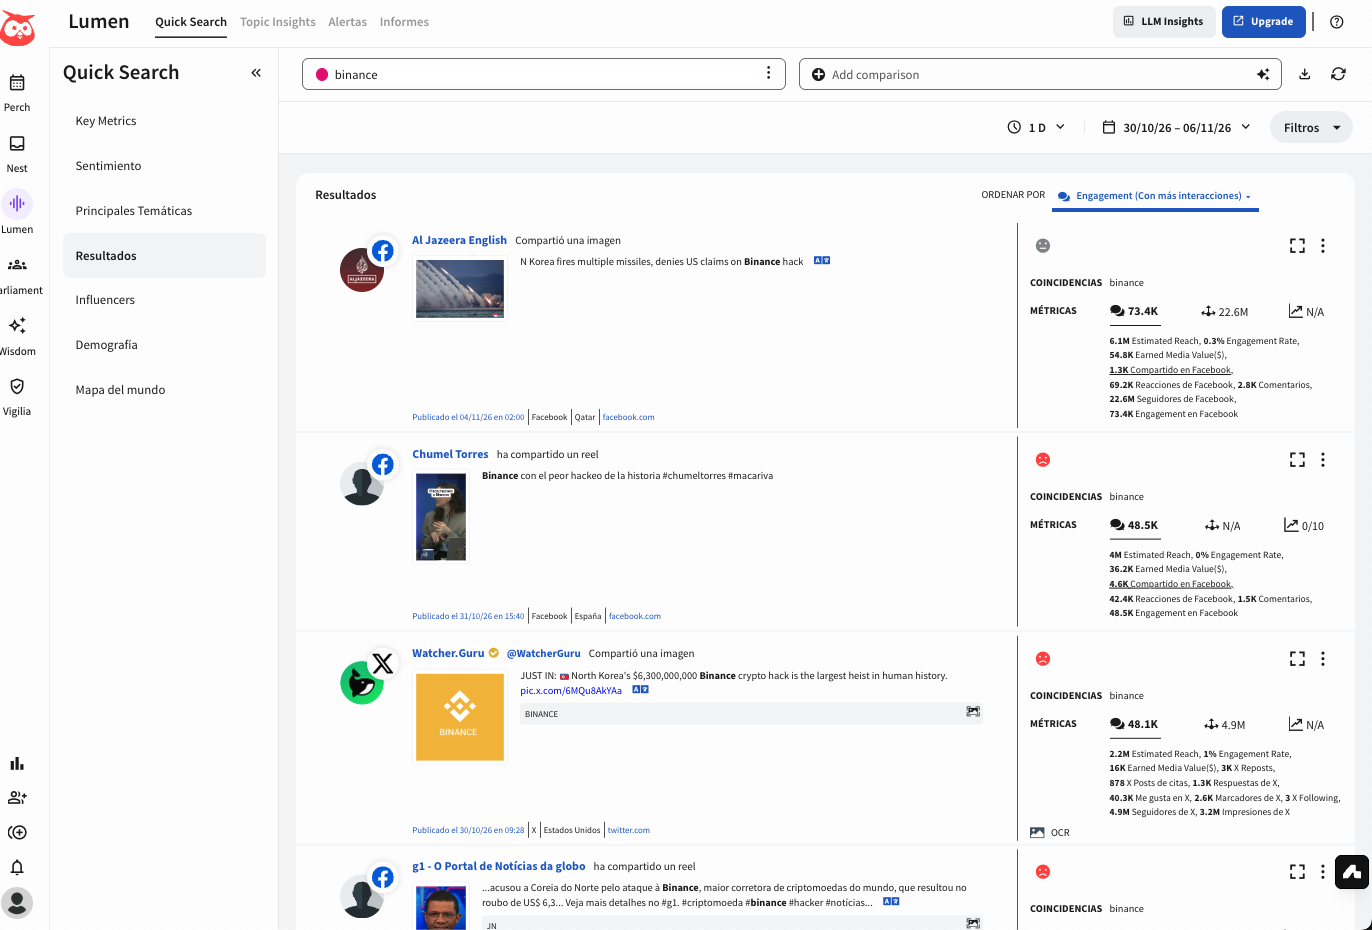 Lumen
Quick Search
Topic Insights
Alertas
Informes
LLM Insights
Upgrade
Perch
Nest
Lumen
arliament
Wisdom
Vigilia
Quick Search
Key Metrics
Sentimiento
Principales Temáticas
Resultados
Influencers
Demografía
Mapa del mundo
binance
Add comparison
1 D
30/10/26 – 06/11/26
Filtros
Resultados
ORDENAR POR
Engagement (Con más interacciones)
Al Jazeera English Compartió una imagen
ALJAZEERA
N Korea fires multiple missiles, denies US claims on Binance hack
Publicado el 04/11/26 en 02:00 | Facebook | Qatar | facebook.com
COINCIDENCIAS binance
MÉTRICAS 73.4K 22.6M N/A
6.1M Estimated Reach, 0.3% Engagement Rate,
54.8K Earned Media Value($),
1.3K Compartido en Facebook,
69.2K Reacciones de Facebook, 2.8K Comentarios,
22.6M Seguidores de Facebook,
73.4K Engagement en Facebook
Chumel Torres ha compartido un reel
Binance con el peor hackeo de la historia #chumeltorres #macariva
Publicado el 31/10/26 en 15:40 | Facebook | España | facebook.com
COINCIDENCIAS binance
MÉTRICAS 48.5K N/A 0/10
4M Estimated Reach, 0% Engagement Rate,
36.2K Earned Media Value($),
4.6K Compartido en Facebook,
42.4K Reacciones de Facebook, 1.5K Comentarios,
48.5K Engagement en Facebook
Watcher.Guru @WatcherGuru Compartió una imagen
JUST IN: 🇰🇵 North Korea's $6,300,000,000 Binance crypto hack is the largest heist in human history.
pic.x.com/6MQu8AkYAa
BINANCE
BINANCE
Publicado el 30/10/26 en 09:28 | X | Estados Unidos | twitter.com
COINCIDENCIAS binance
MÉTRICAS 48.1K 4.9M N/A
2.2M Estimated Reach, 1% Engagement Rate,
16K Earned Media Value($), 3K X Reposts,
878 X Posts de citas, 1.3K Respuestas de X,
40.3K Me gusta en X, 2.6K Marcadores de X, 3 X Following,
4.9M Seguidores de X, 3.2M Impresiones de X
OCR
g1 - O Portal de Notícias da globo ha compartido un reel
...acusou a Coreia do Norte pelo ataque à Binance, maior corretora de criptomoedas do mundo, que resultou no
roubo de US$ 6,3... Veja mais detalhes no #g1. #criptomoeda #binance #hacker #notícias...
JN
COINCIDENCIAS binance